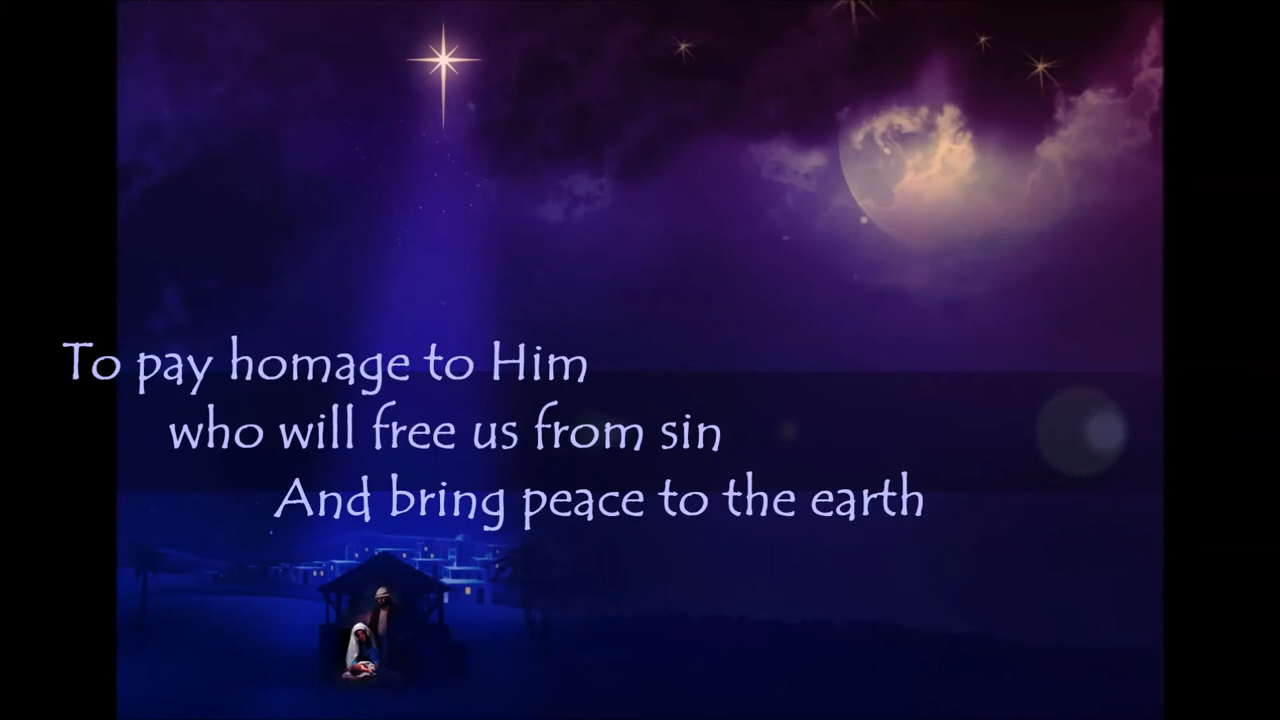 To pay homage to Him
who will free us from sin
And bring peace to the earth